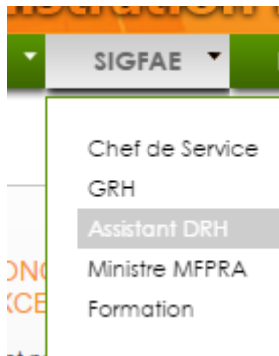 SIGFAE
Chef de Service
GRH
Assistant DRH
Ministre MFPRA
Formation